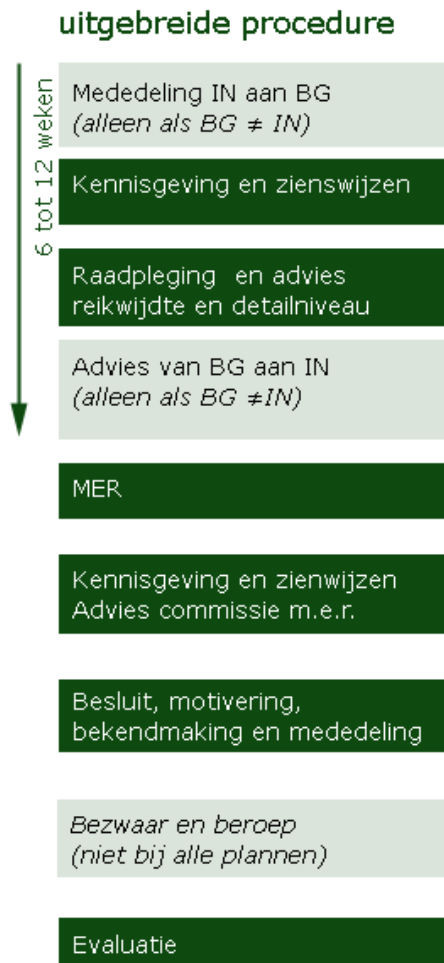 uitgebreide procedure
6 tot 12 weken
Mededeling IN aan BG
(alleen als BG ≠ IN)
Kennisgeving en zienswijzen
Raadpleging en advies
reikwijdte en detailniveau
Advies van BG aan IN
(alleen als BG ≠IN)
MER
Kennisgeving en zienwijzen
Advies commissie m.e.r.
Besluit, motivering,
bekendmaking en mededeling
Bezwaar en beroep
(niet bij alle plannen)
Evaluatie